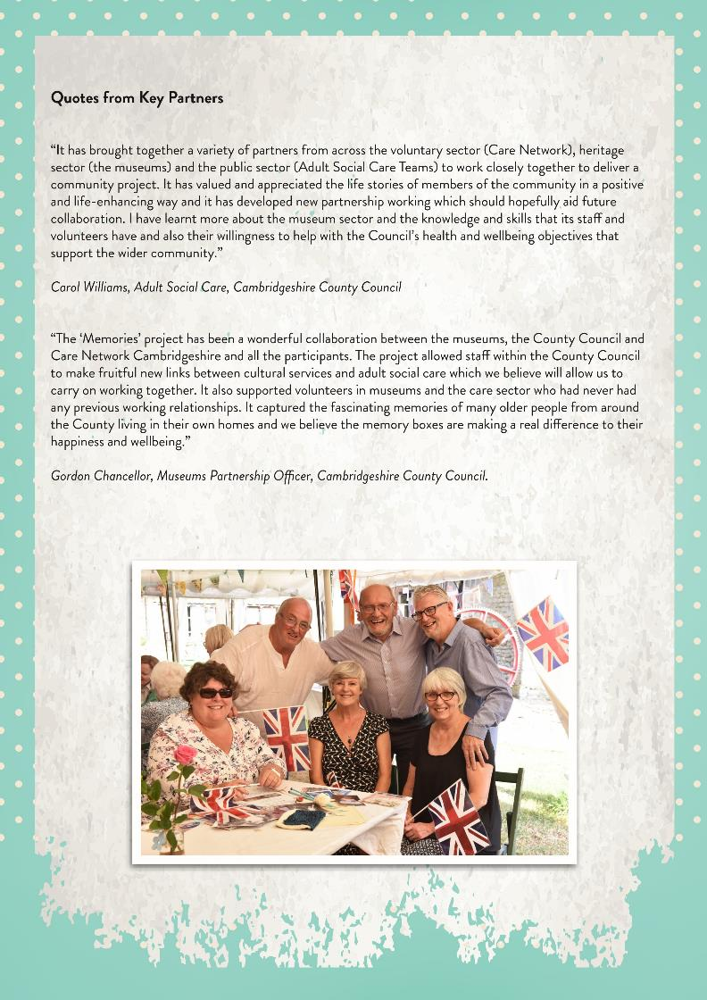 Quotes from Key Partners
“It has brought together a variety of partners from across the voluntary sector (Care Network), heritage
sector (the museums) and the public sector (Adult Social Care Teams) to work closely together to deliver a
community project. It has valued and appreciated the life stories of members of the community in a positive
and life-enhancing way and it has developed new partnership working which should hopefully aid future
collaboration. I have learnt more about the museum sector and the knowledge and skills that its staff and
volunteers have and also their willingness to help with the Council’s health and wellbeing objectives that
support the wider community.”
Carol Williams, Adult Social Care, Cambridgeshire County Council
“The ‘Memories’ project has been a wonderful collaboration between the museums, the County Council and
Care Network Cambridgeshire and all the participants. The project allowed staff within the County Council
to make fruitful new links between cultural services and adult social care which we believe will allow us to
carry on working together. It also supported volunteers in museums and the care sector who had never had
any previous working relationships. It captured the fascinating memories of many older people from around
the County living in their own homes and we believe the memory boxes are making a real difference to their
happiness and wellbeing.”
Gordon Chancellor, Museums Partnership Officer, Cambridgeshire County Council.